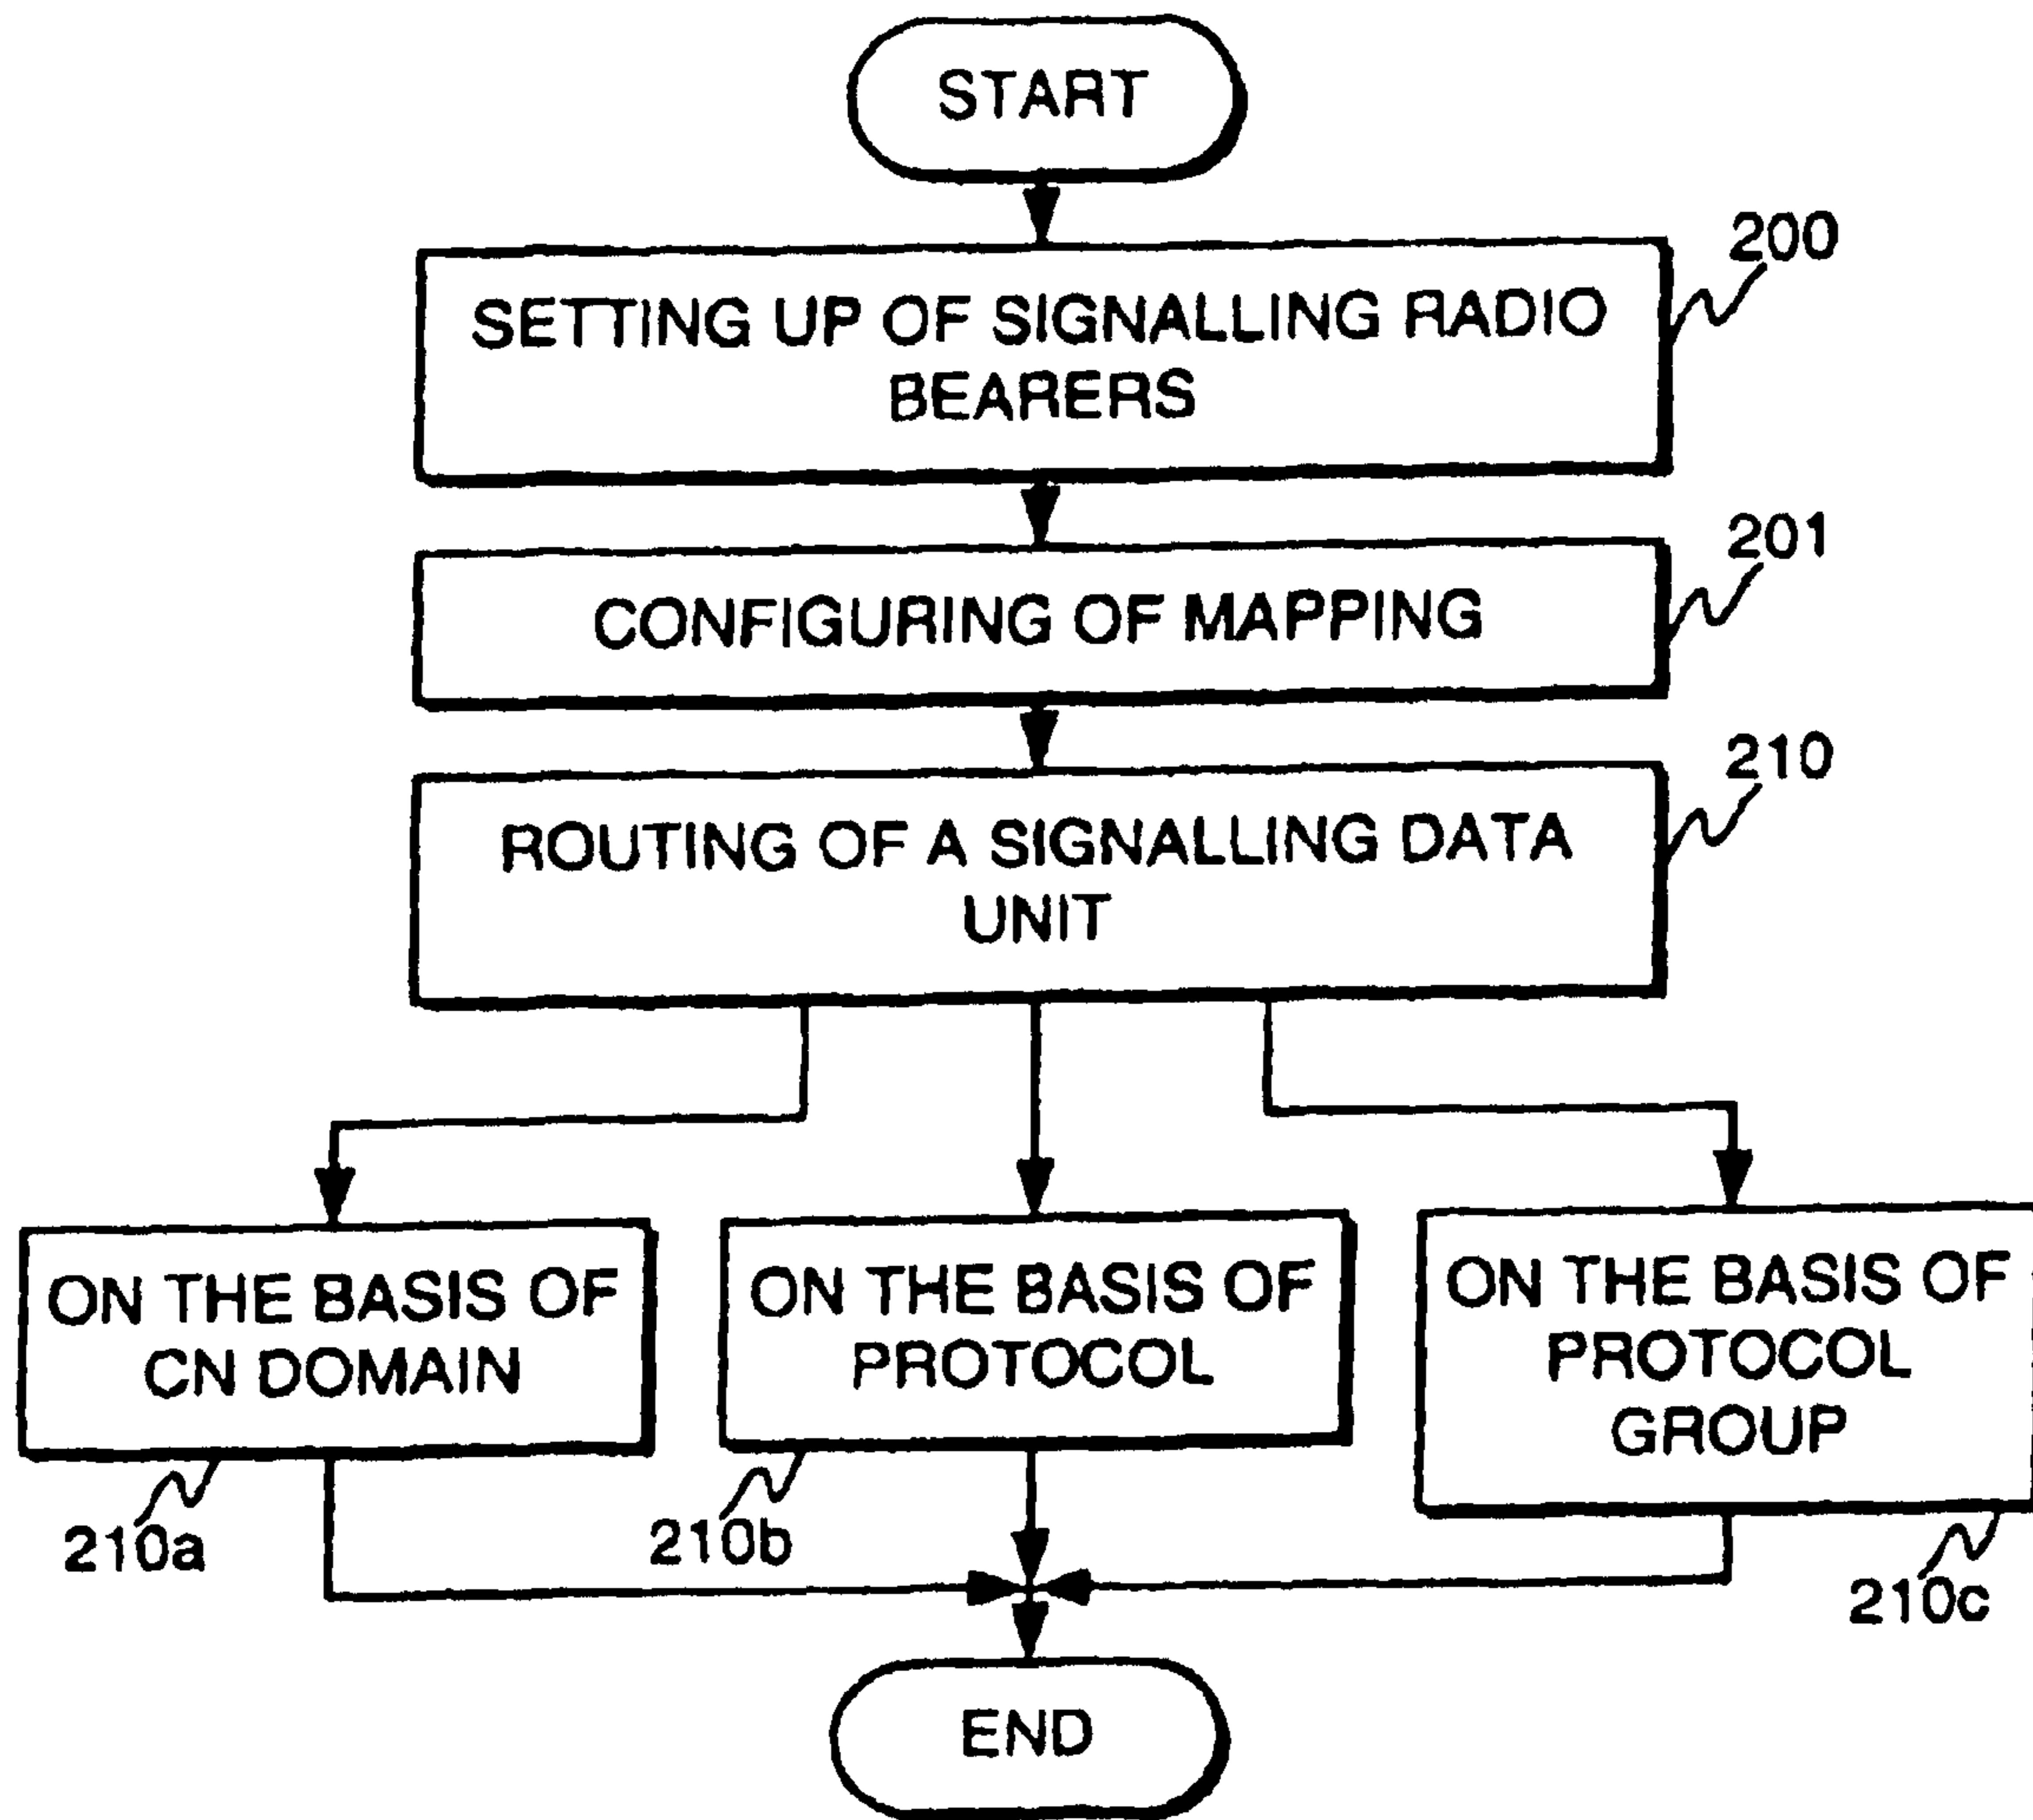 START
200
SETTING UP OF SIGNALLING RADIO
BEARERS
201
CONFIGURING OF MAPPING
210
ROUTING OF A SIGNALLING DATA
UNIT
ON THE BASIS OF
CN DOMAIN
210a
ON THE BASIS OF
PROTOCOL
210b
ON THE BASIS OF
PROTOCOL
GROUP
210c
END